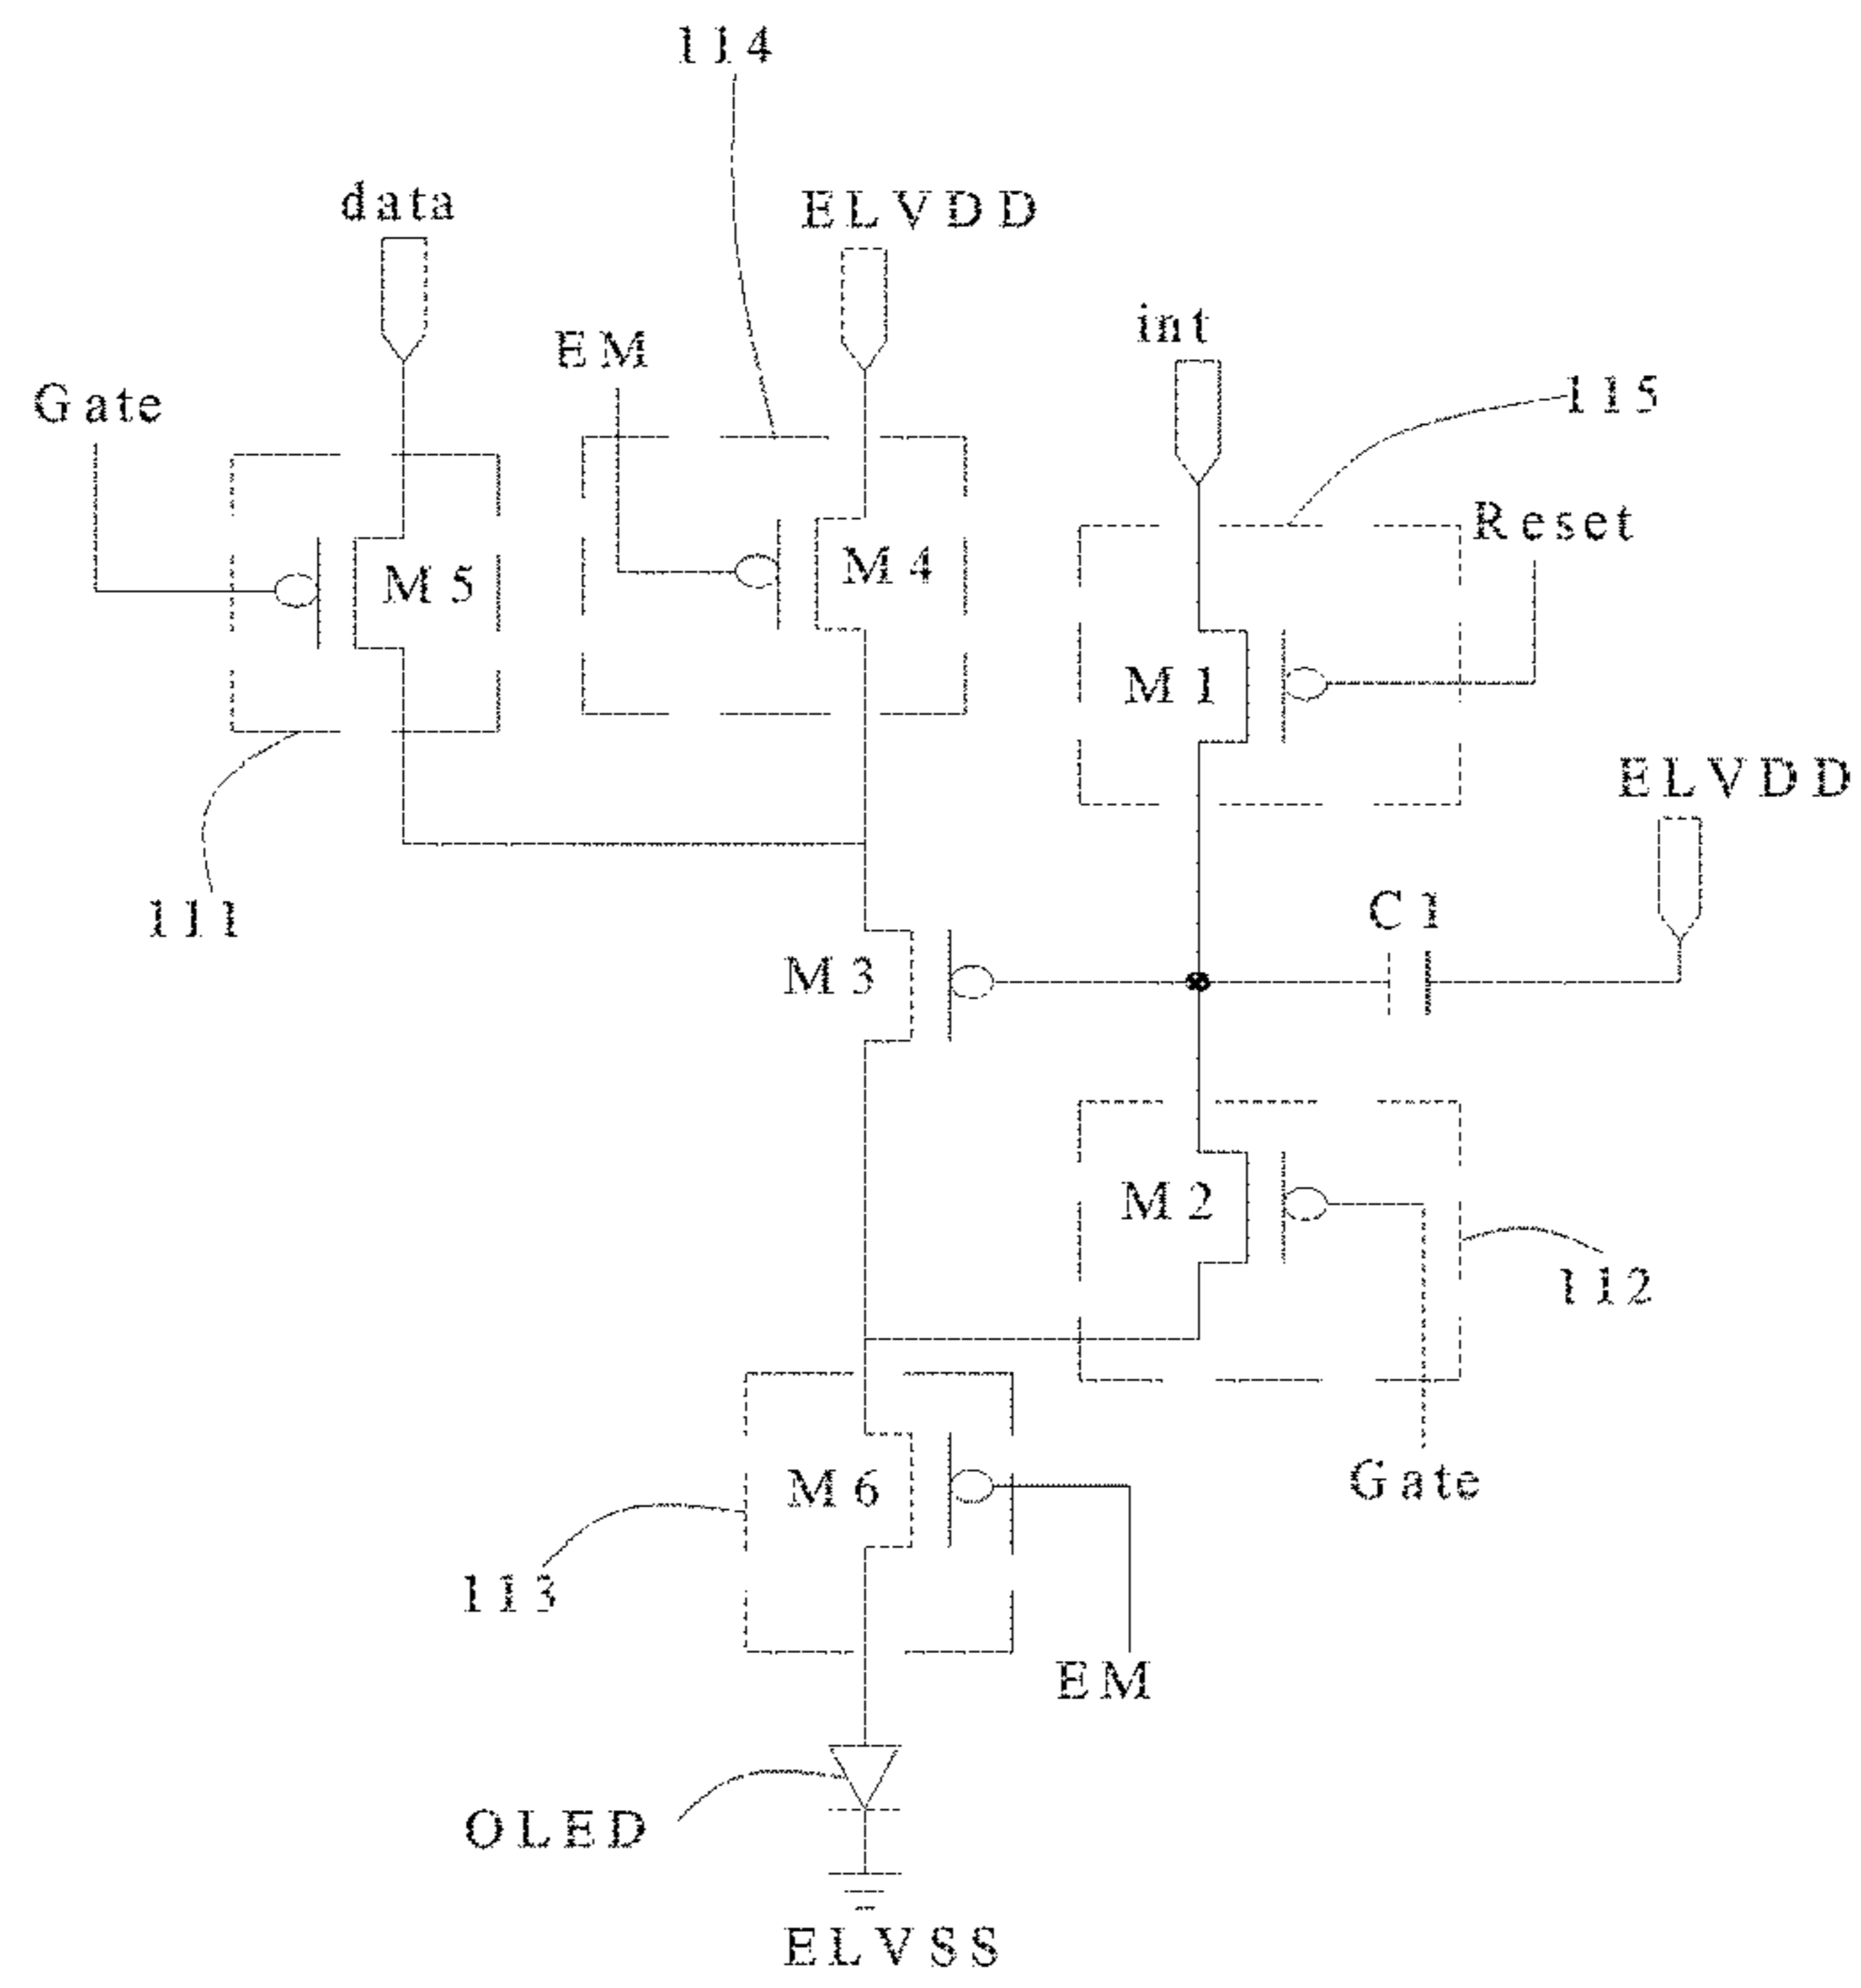 114
data
ELVDD
int
EM
Gate
115
Reset
M5
M4
M1
ELVDD
111
C1
M3
M2
112
M6
Gate
113
EM
OLED
ELVSS